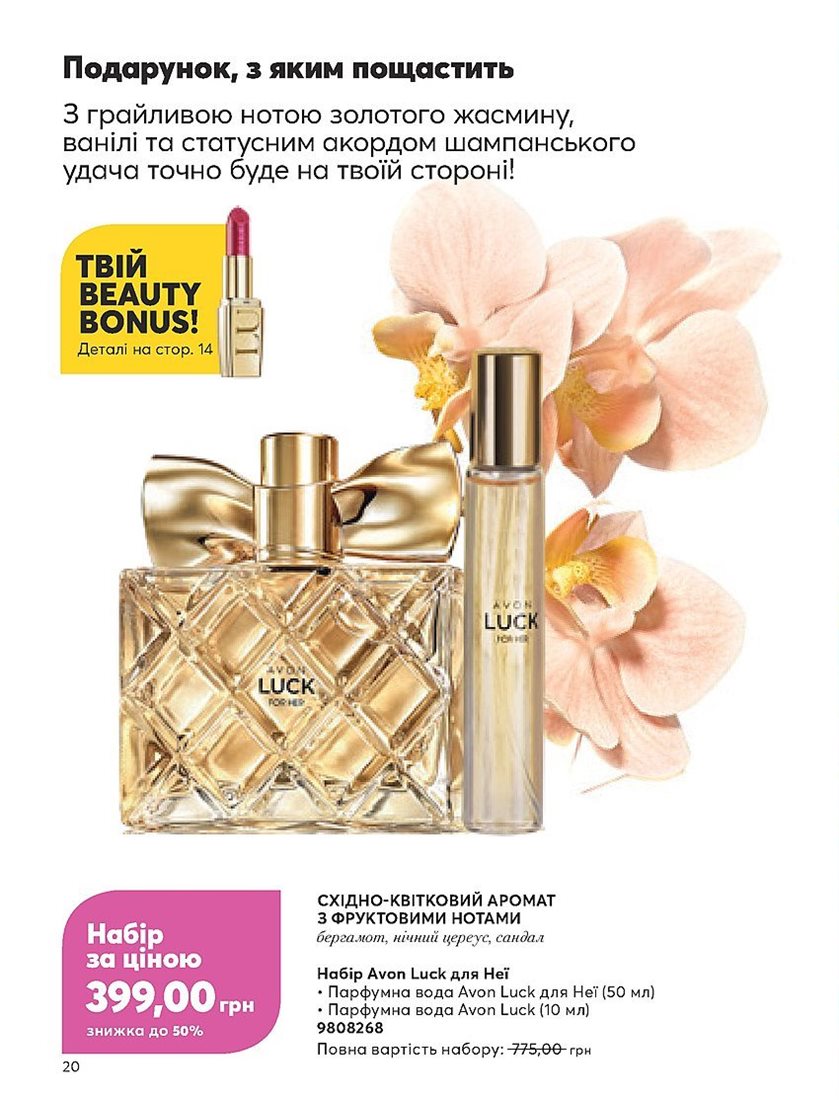 Подарунок, з яким пощастить
З грайливою нотою золотого жасмину,
ванілі та статусним акордом шампанського
удача точно буде на твоїй стороні!
ТВІЙ
BEAUTY
BONUS!
Деталі на стор. 14
LU
AVON
LUCK
FOR HER
AVON
LUCK
FOR HER
Набір
за ціною
399,00 грн
знижка до 50%
СХІДНО-КВІТКОВИЙ АРОМАТ
З ФРУКТОВИМИ НОТАМИ
бергамот, нічний цереус, сандал
Набір Avon Luck для Неї
• Парфумна вода Avon Luck для Неї (50 мл)
• Парфумна вода Avon Luck (10 мл)
9808268
Повна вартість набору: 775,00 грн
20